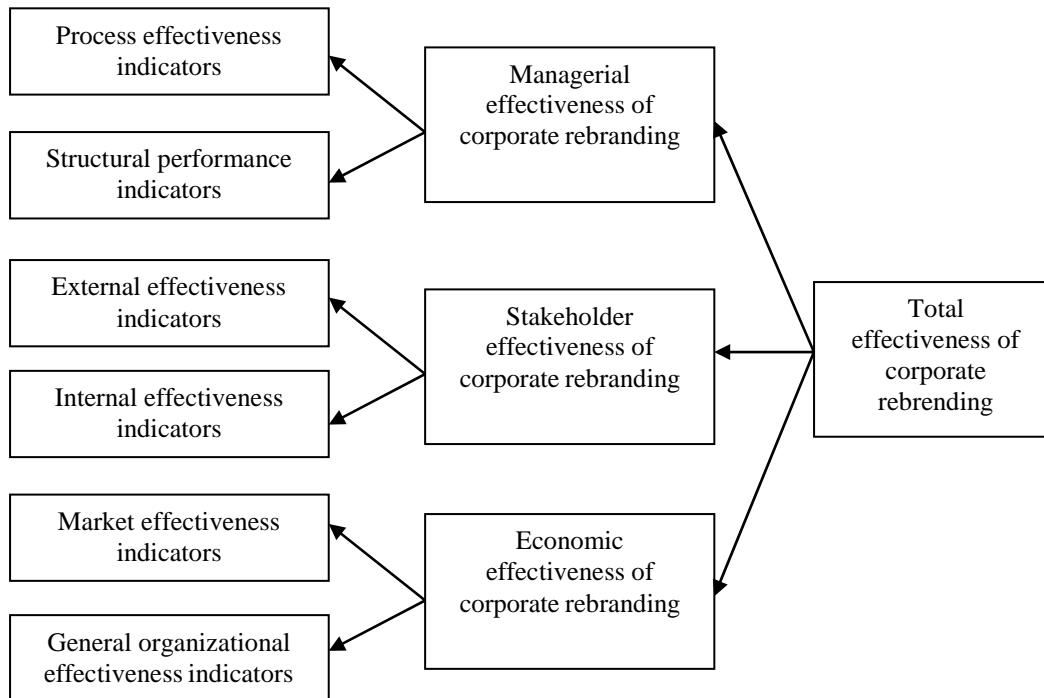 Process effectiveness
indicators
Structural performance
indicators
External effectiveness
indicators
Internal effectiveness
indicators
Market effectiveness
indicators
General organizational
effectiveness indicators
Managerial
effectiveness of
corporate rebranding
Stakeholder
effectiveness of
corporate rebranding
Economic
effectiveness of
corporate rebranding
Total
effectiveness of
corporate
rebrending